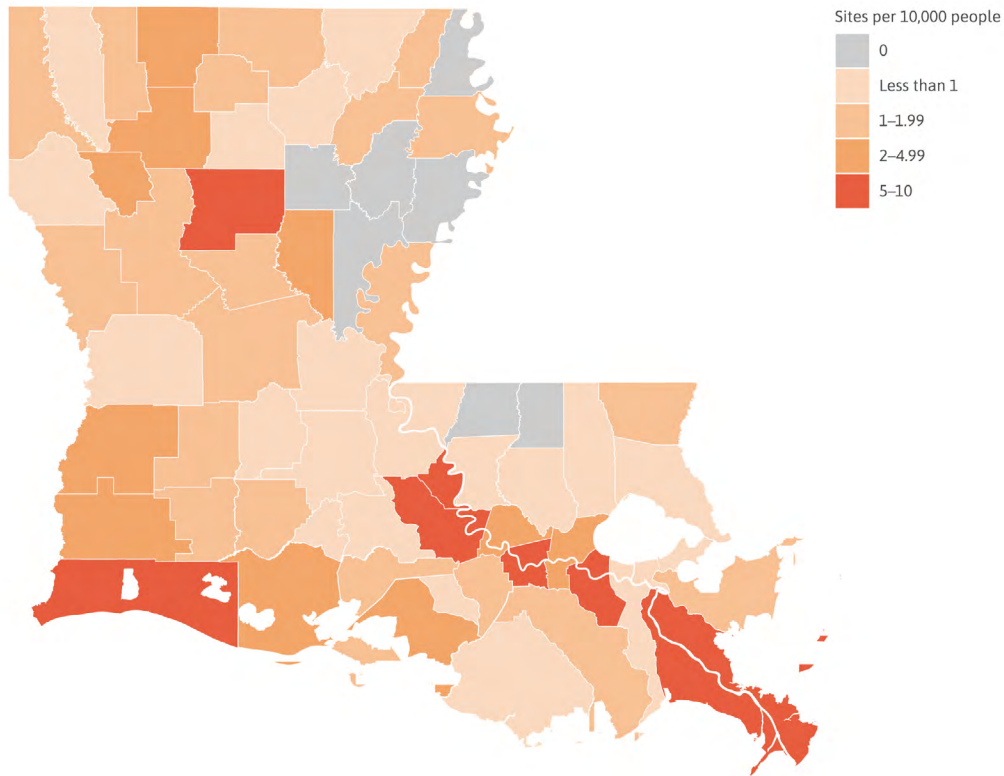 Sites per 10,000 people
0
Less than 1
1–1.99
2–4.99
5–10